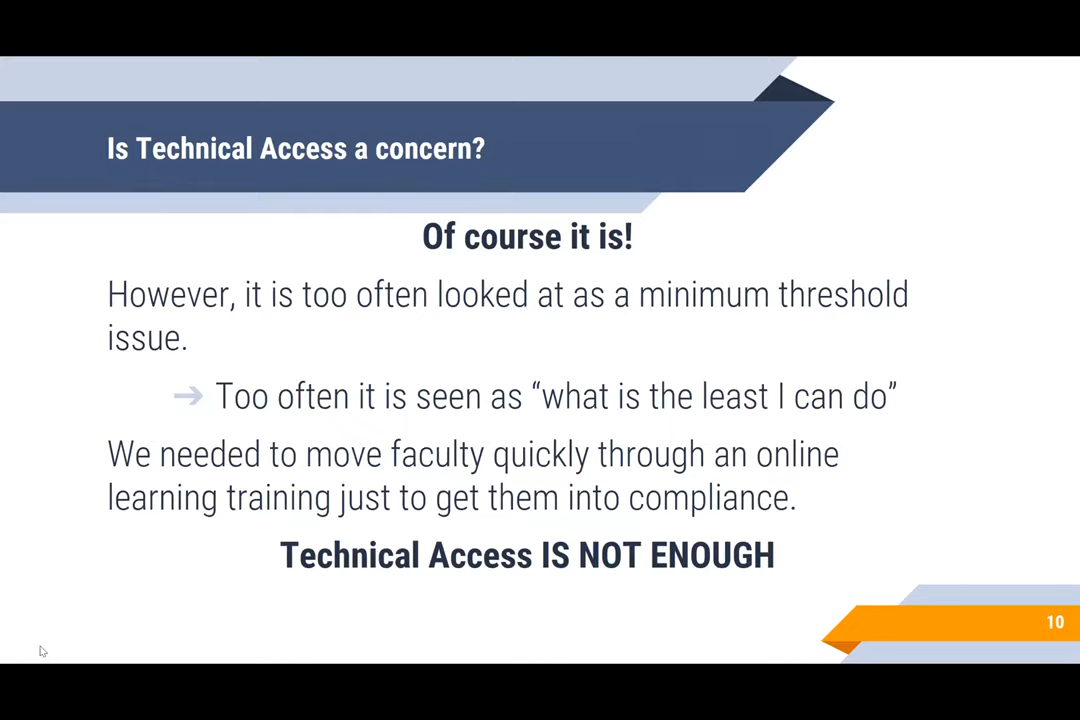 Is Technical Access a concern?
Of course it is!
However, it is too often looked at as a minimum threshold
issue.
➔ Too often it is seen as “what is the least I can do”
We needed to move faculty quickly through an online
learning training just to get them into compliance.
Technical Access IS NOT ENOUGH
10